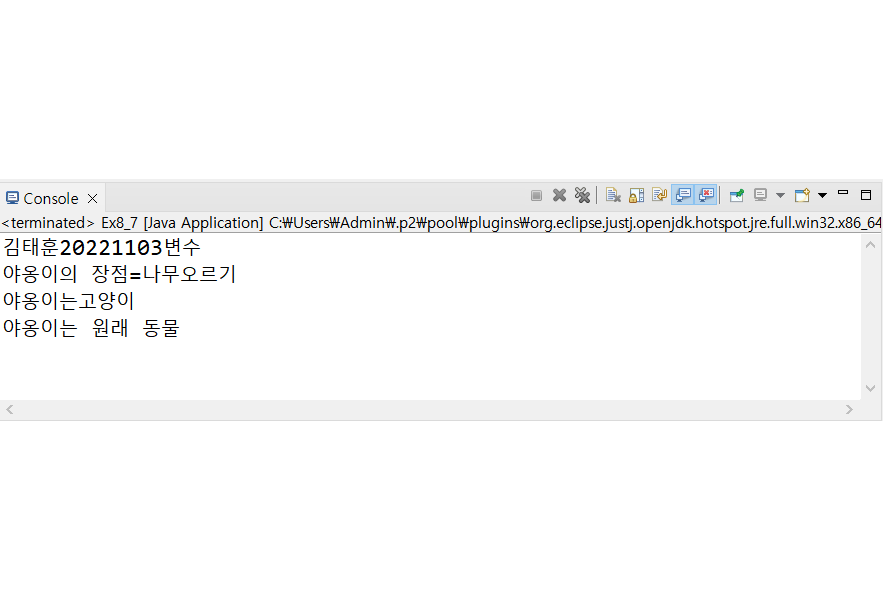 Console
<terminated> Ex8_7 [Java Application] C:₩Users₩Admin₩.p2₩pool₩plugins₩org.eclipse.justj.openjdk.hotspot.jre.full.win32.x86_64
김태훈20221103변수
야옹이의 장점=나무오르기
야옹이는고양이
야옹이는 원래 동물